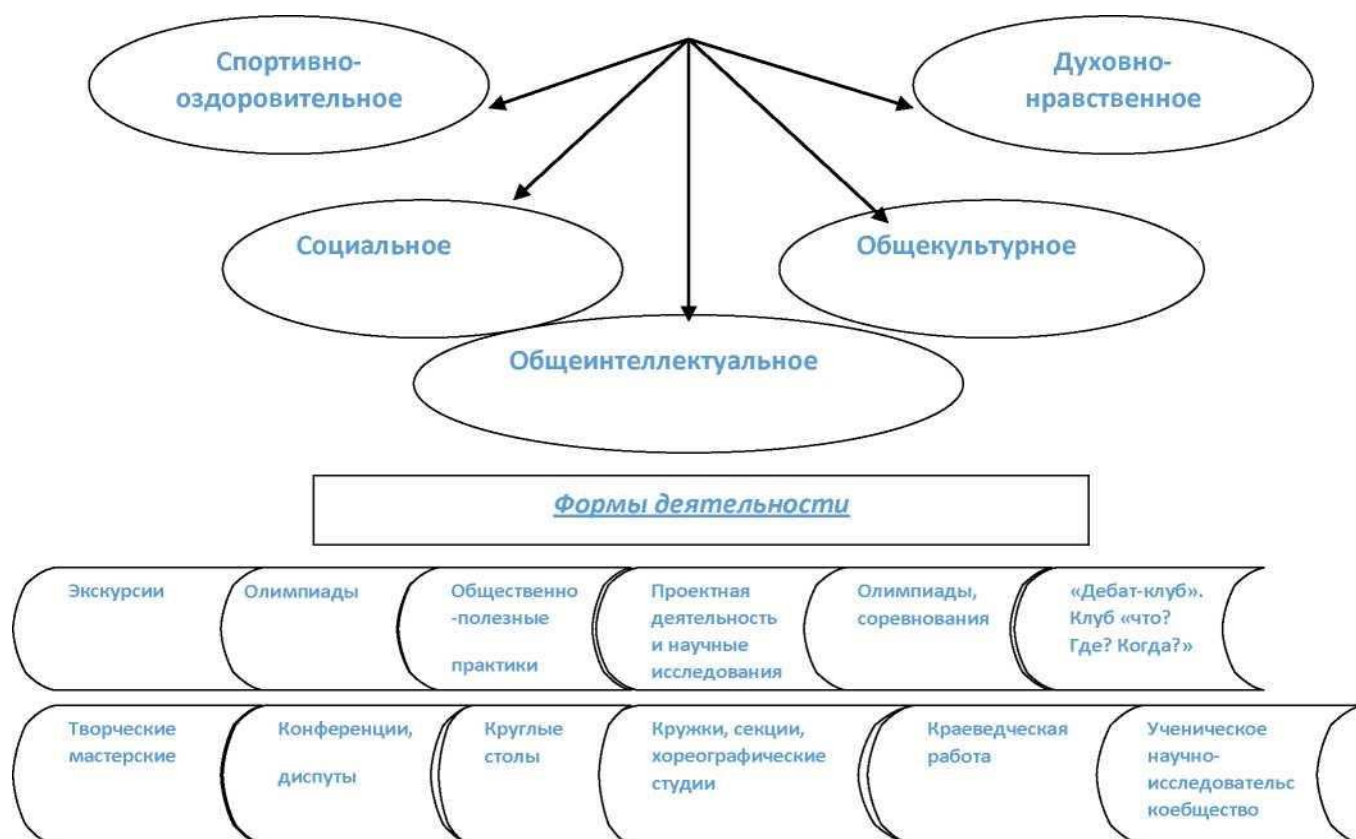 Спортивно-
оздоровительное
Духовно-
нравственное
Социальное
Общекультурное
Общеинтеллектуальное
Формы деятельности
Экскурсии
Олимпиады
Общественно
-полезные
практики
Проектная
деятельность
и научные
исследования
Олимпиады,
соревнования
«Дебат-клуб».
Клуб «что?
Где? Когда?»
Творческие
мастерские
Конференции,
диспуты
Круглые
столы
Кружки, секции,
хореографические
студии
Краеведческая
работа
Ученическое
научно-
исследовательс
коебщество